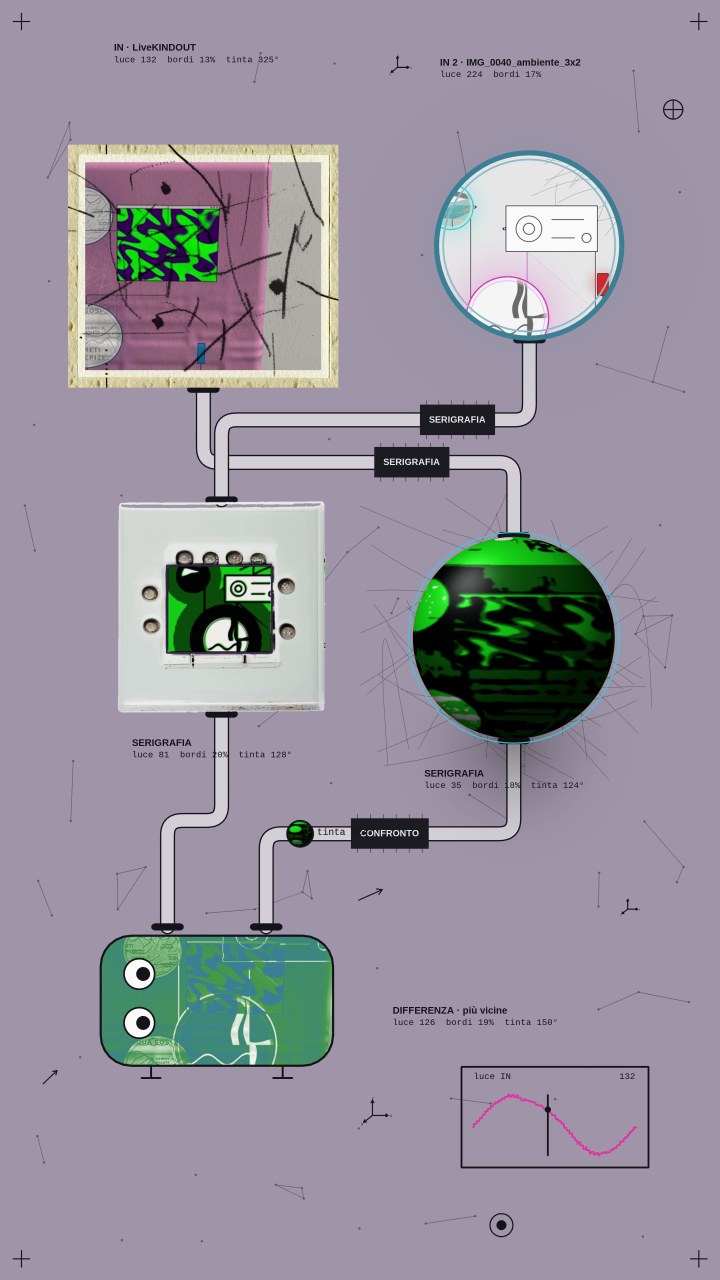 IN · LiveKINDOUT
luce 132  bordi 13%  tinta 325°
IN 2 · IMG_0040_ambiente_3x2
luce 224  bordi 17%
SERIGRAFIA
SERIGRAFIA
SERIGRAFIA
luce 81  bordi 20%  tinta 128°
SERIGRAFIA
luce 35  bordi 18%  tinta 124°
tinta
CONFRONTO
DIFFERENZA · più vicine
luce 126  bordi 19%  tinta 150°
luce IN
132